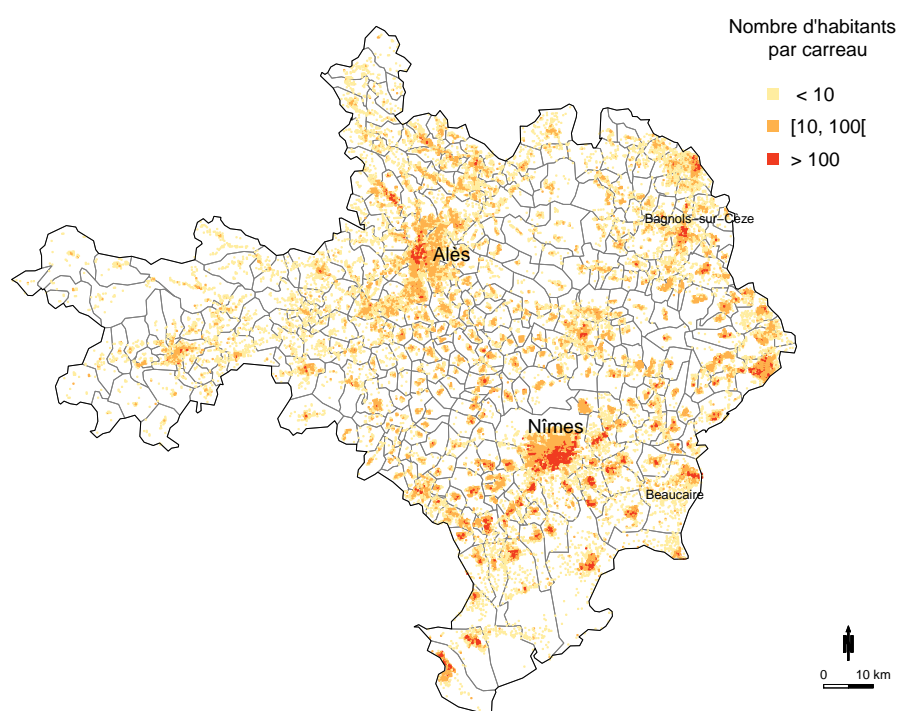 Nombre d'habitants
par carreau
< 10
[10, 100[
> 100
Bagnols−sur−Cèze
Alès
Nîmes
Beaucaire
N
0 10 km